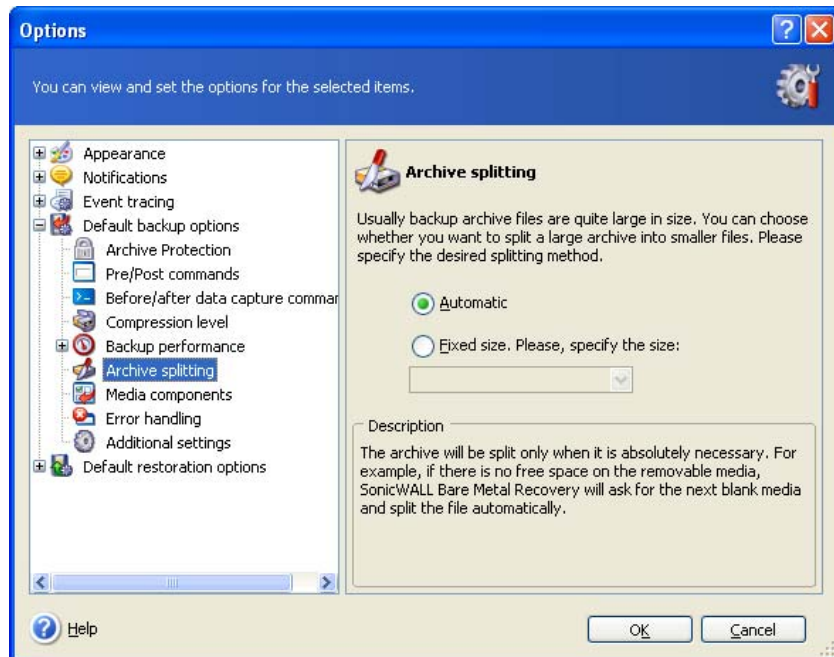 Options
You can view and set the options for the selected items.
Appearance
Notifications
Event tracing
Default backup options
Archive Protection
Pre/Post commands
Before/after data capture commar
Compression level
Backup performance
Archive splitting
Media components
Error handling
Additional settings
Default restoration options
Archive splitting
Usually backup archive files are quite large in size. You can choose
whether you want to split a large archive into smaller files. Please
specify the desired splitting method.
Automatic
Fixed size. Please, specify the size:
Description
The archive will be split only when it is absolutely necessary. For
example, if there is no free space on the removable media,
SonicWALL Bare Metal Recovery will ask for the next blank media
and split the file automatically.
Help
OK
Cancel